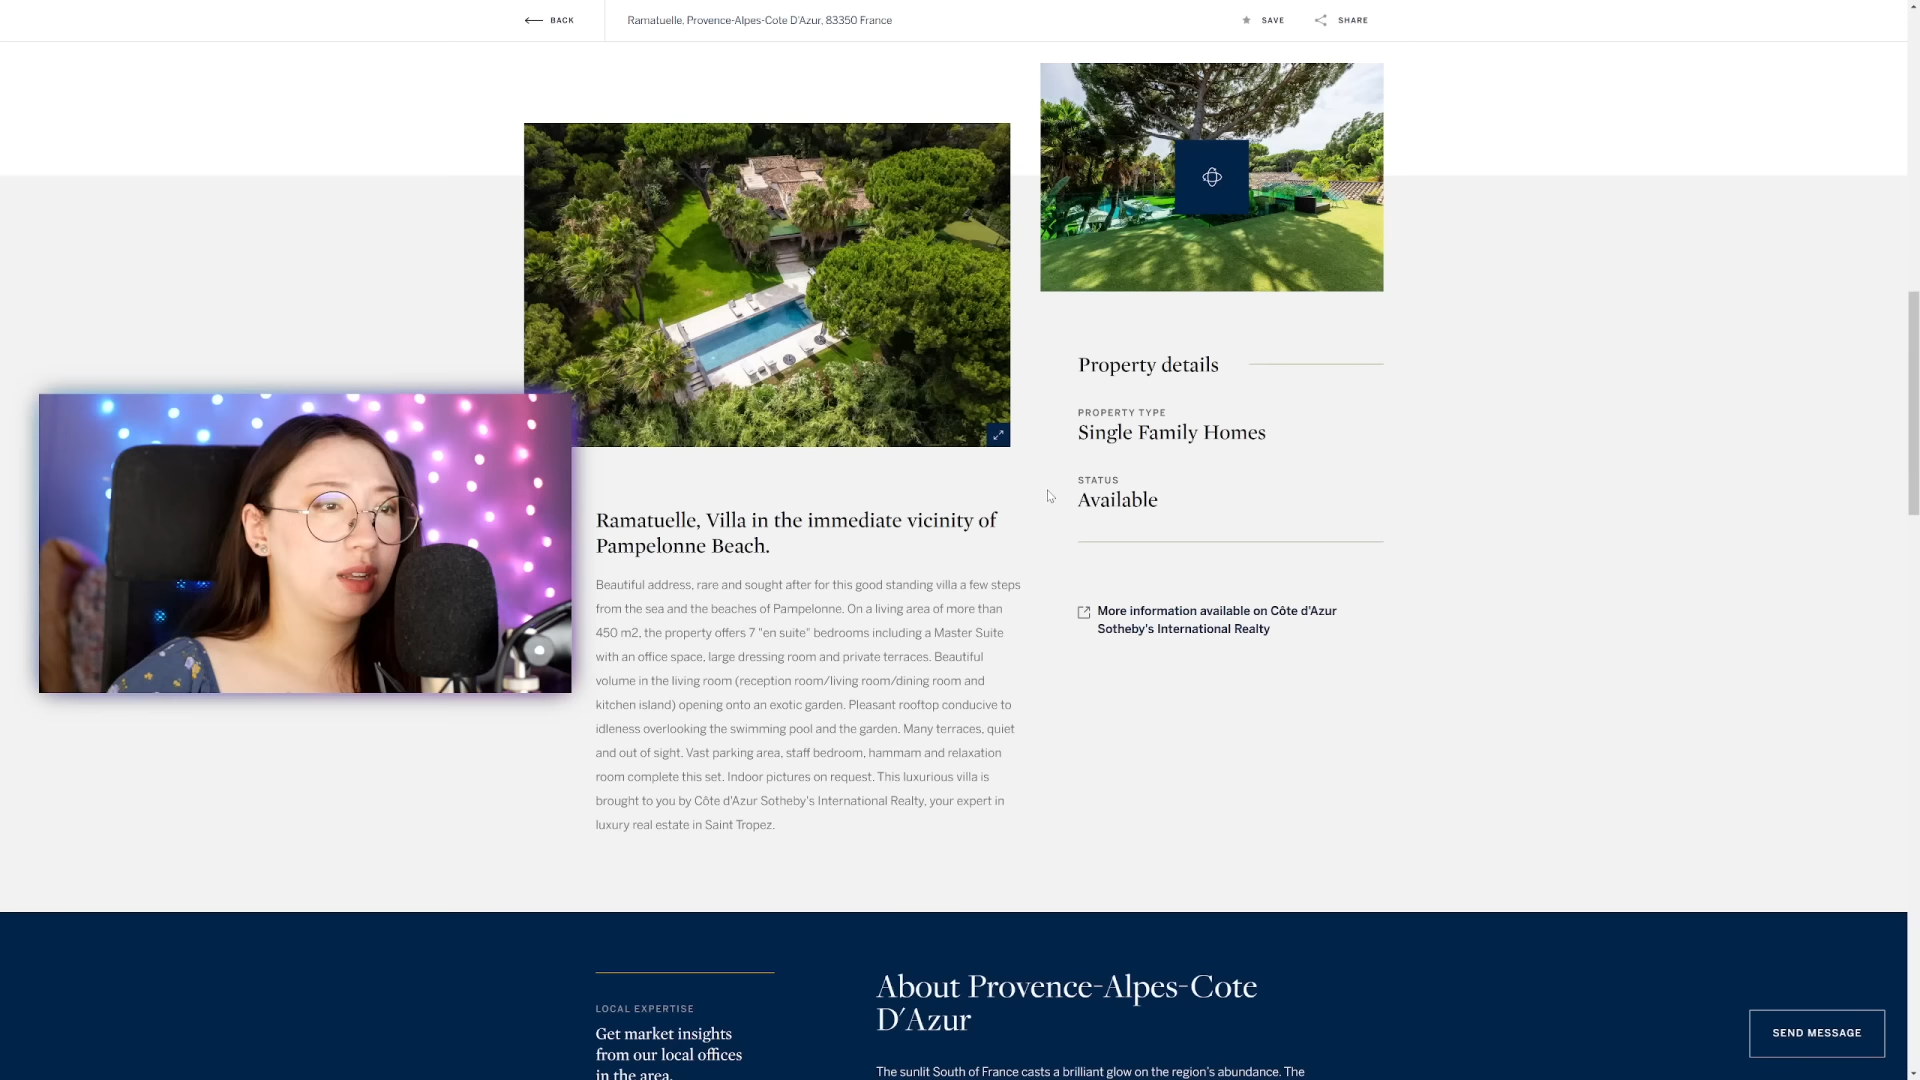 BACK
Ramatuelle, Provence-Alpes-Cote D'Azur, 83350 France
SAVE
SHARE
Property details
PROPERTY TYPE
Single Family Homes
STATUS
Available
More information available on Côte d'Azur
Sotheby's International Realty
Ramatuelle, Villa in the immediate vicinity of
Pampelonne Beach.
Beautiful address, rare and sought after for this good standing villa a few steps
from the sea and the beaches of Pampelonne. On a living area of more than
450 m2, the property offers 7 "en suite" bedrooms including a Master Suite
with an office space, large dressing room and private terraces. Beautiful
volume in the living room (reception room/living room/dining room and
kitchen island) opening onto an exotic garden. Pleasant rooftop conducive to
idleness overlooking the swimming pool and the garden. Many terraces, quiet
and out of sight. Vast parking area, staff bedroom, hammam and relaxation
room complete this set. Indoor pictures on request. This luxurious villa is
brought to you by Côte d'Azur Sotheby's International Realty, your expert in
luxury real estate in Saint Tropez.
LOCAL EXPERTISE
Get market insights
from our local offices
in the area.
About Provence-Alpes-Cote
D'Azur
The sunlit South of France casts a brilliant glow on the region's abundance. The
SEND MESSAGE